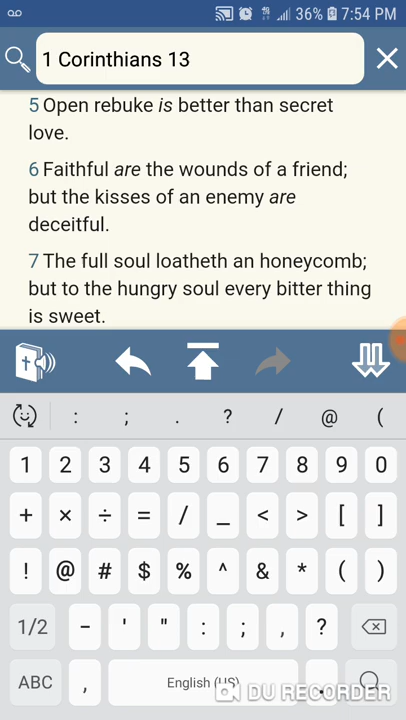 36% 7:54 PM
1 Corinthians 13
5 Open rebuke is better than secret
love.
6 Faithful are the wounds of a friend;
but the kisses of an enemy are
deceitful.
7 The full soul loatheth an honeycomb;
but to the hungry soul every bitter thing
is sweet.
: ; . ? / @ (
1 2 3 4 5 6 7 8 9 0
+ × ÷ = / _ < > [ ]
! @ # $ % ^ & * ( )
1/2 - ' " : ; , ?
ABC , English (US) .
DU RECORDER